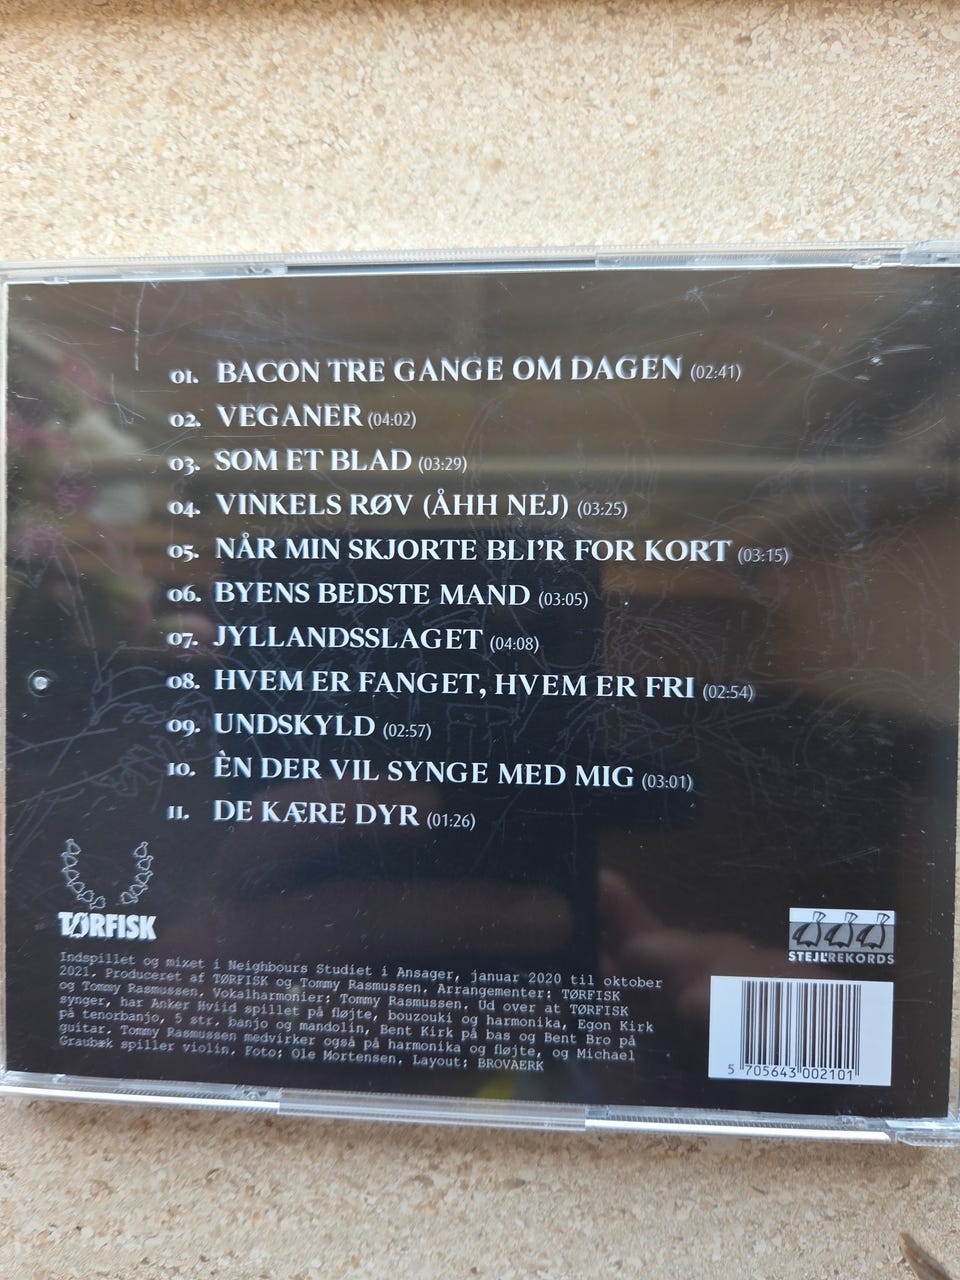 01. BACON TRE GANGE OM DAGEN (02:41)
02. VEGANER (04:02)
03. SOM ET BLAD (03:29)
04. VINKELS RØV (ÅHH NEJ) (03:25)
05. NÅR MIN SKJORTE BLI'R FOR KORT (03:15)
06. BYENS BEDSTE MAND (03:05)
07. JYLLANDSSLAGET (04:08)
08. HVEM ER FANGET, HVEM ER FRI (02:54)
09. UNDSKYLD (02:57)
10. ÈN DER VIL SYNGE MED MIG (03:01)
11. DE KÆRE DYR (01:26)
TØRFISK
STEJL'REKORDS
Indspillet og mixet i Neighbours Studiet i Ansager, januar 2020 til oktober
2021. Produceret af TØRFISK og Tommy Rasmussen. Arrangementer: TØRFISK
og Tommy Rasmussen. Vokalharmonier: Tommy Rasmussen. Ud over at TØRFISK
synger, har Anker Hviid spillet på fløjte, bouzouki og harmonika, Egon Kirk
på tenorbanjo, 5 str. banjo og mandolin, Bent Kirk på bas og Bent Bro på
guitar. Tommy Rasmussen medvirker også på harmonika og fløjte, og Michael
Graubæk spiller violin. Foto: Ole Mortensen. Layout: BROVAERK
5 705643 002101